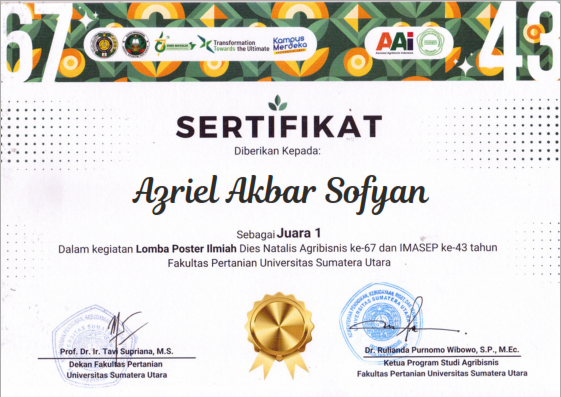 67
43
Transformation
Towards the Ultimate
Kampus
Merdeka
AAi
SERTIFIKAT
Diberikan Kepada:
Azriel Akbar Sofyan
Sebagai Juara 1
Dalam kegiatan Lomba Poster Ilmiah Dies Natalis Agribisnis ke-67 dan IMASEP ke-43 tahun
Fakultas Pertanian Universitas Sumatera Utara
Prof. Dr. Ir. Tavi Supriana, M.S.
Dekan Fakultas Pertanian
Universitas Sumatera Utara
Dr. Rulianda Purnomo Wibowo, S.P., M.Ec.
Ketua Program Studi Agribisnis
Fakultas Pertanian Universitas Sumatera Utara